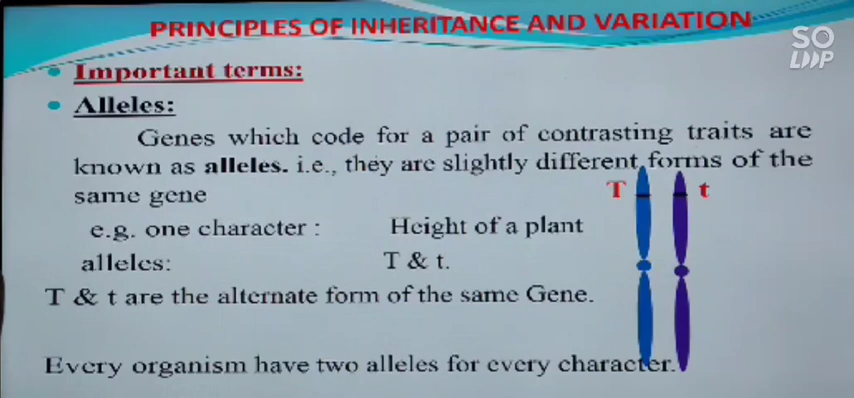 PRINCIPLES OF INHERITANCE AND VARIATION
SO
LOOP
Important terms:
Alleles:
Genes which code for a pair of contrasting traits are
known as alleles. i.e., they are slightly different forms of the
same gene
T t
e.g. one character : Height of a plant
alleles: T & t.
T & t are the alternate form of the same Gene.
Every organism have two alleles for every character.